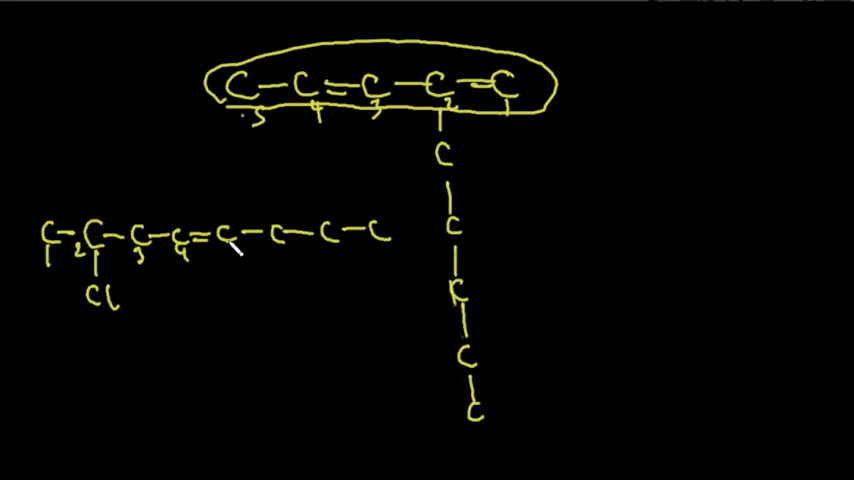 C-C=C-C=C
5 4 3 2 1
C
C-C-C-C=C-C-C-C C
1 2 3 4
Cl C
C
C